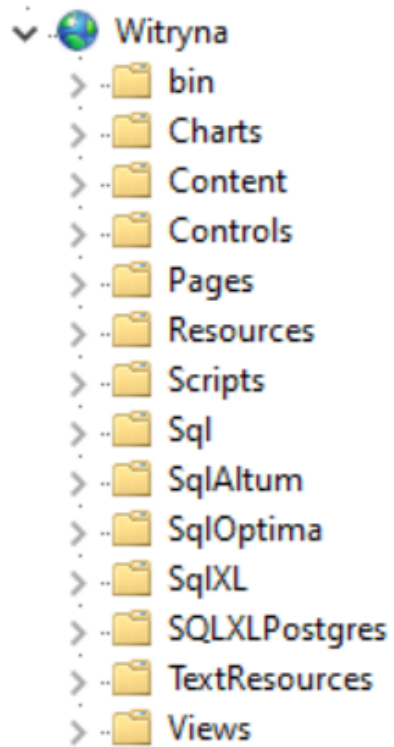 Witryna
bin
Charts
Content
Controls
Pages
Resources
Scripts
Sql
SqlAltum
SqlOptima
SqlXL
SQLXLPostgres
TextResources
Views